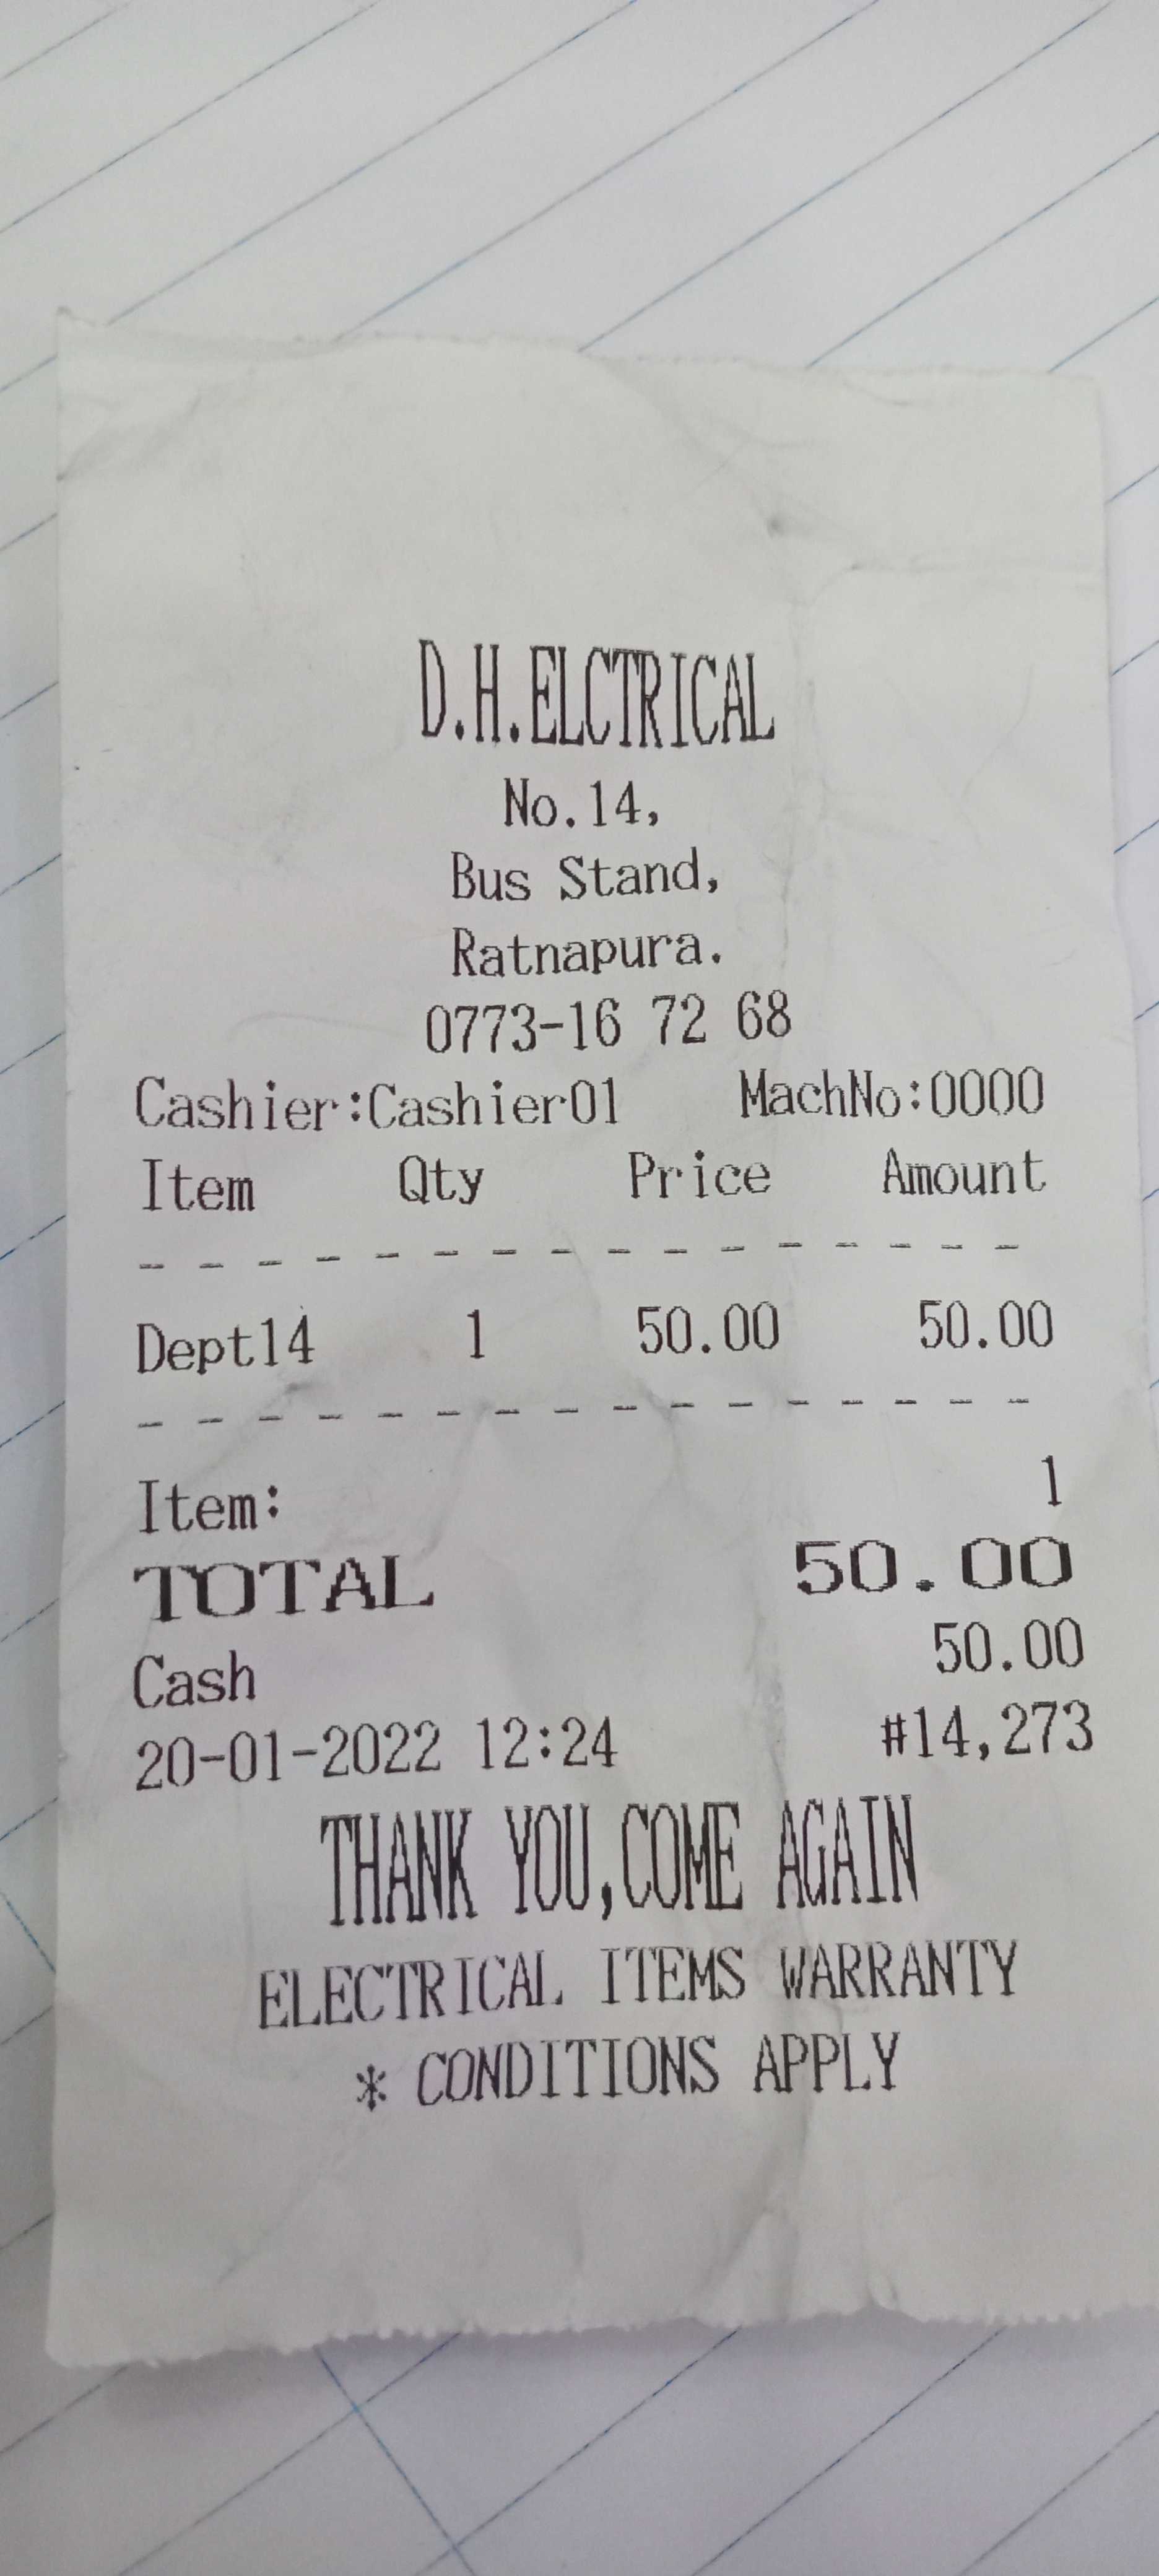 D.H.ELCTRICAL
No.14,
Bus Stand,
Ratnapura.
0773-16 72 68
Cashier:Cashier01 MachNo:0000
Item Qty Price Amount
- - - - - - - - - - - - - - - -
Dept14 1 50.00 50.00
- - - - - - - - - - - - - - - -
Item: 1
TOTAL 50.00
Cash 50.00
20-01-2022 12:24 #14,273
THANK YOU,COME AGAIN
ELECTRICAL ITEMS WARRANTY
* CONDITIONS APPLY